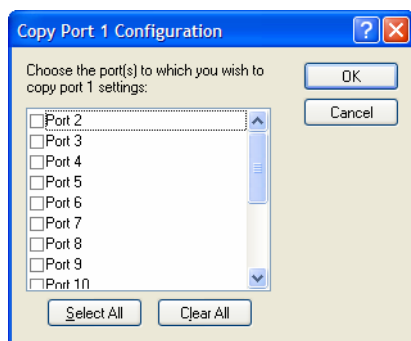 Copy Port 1 Configuration
Choose the port(s) to which you wish to
copy port 1 settings:
OK
Cancel
Port 2
Port 3
Port 4
Port 5
Port 6
Port 7
Port 8
Port 9
Port 10
Select All
Clear All